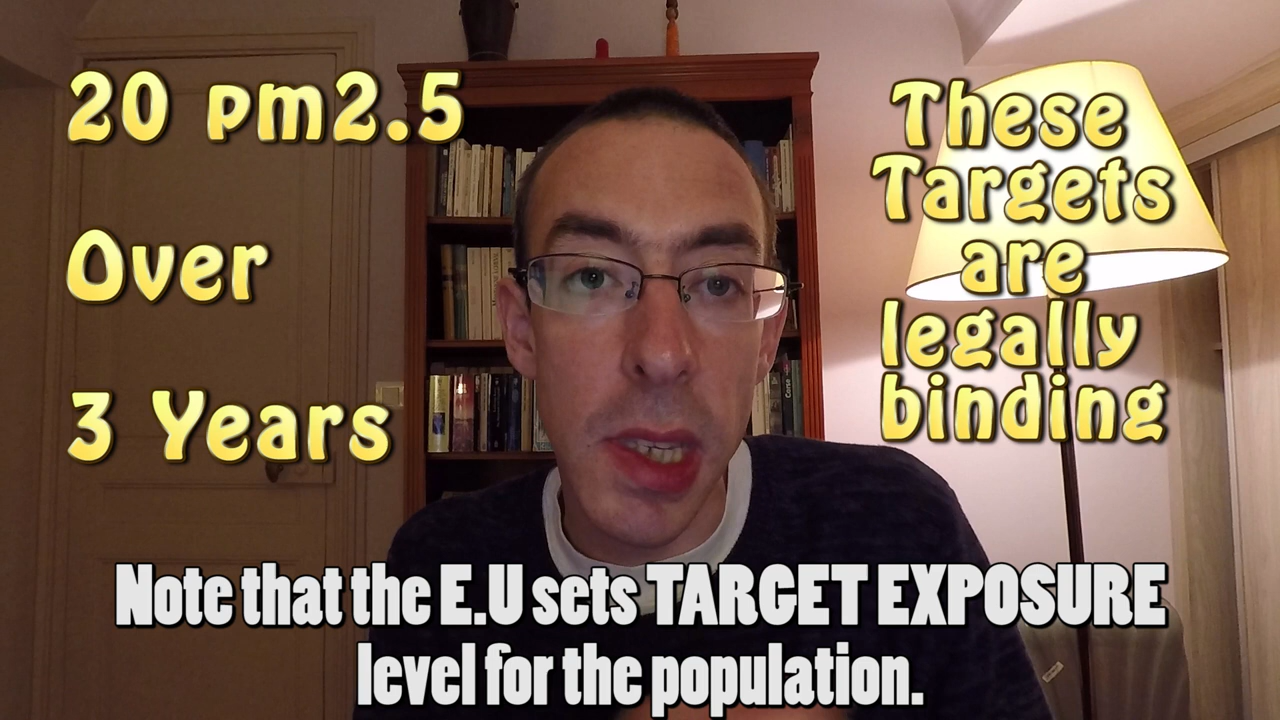 20 pm2.5
Over
3 Years
These
Targets
are
legally
binding
Note that the E.U sets TARGET EXPOSURE
level for the population.